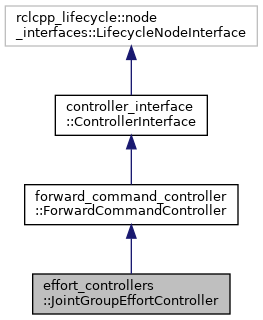 rclcpp_lifecycle::node
_interfaces::LifecycleNodeInterface
controller_interface
::ControllerInterface
forward_command_controller
::ForwardCommandController
effort_controllers
::JointGroupEffortController